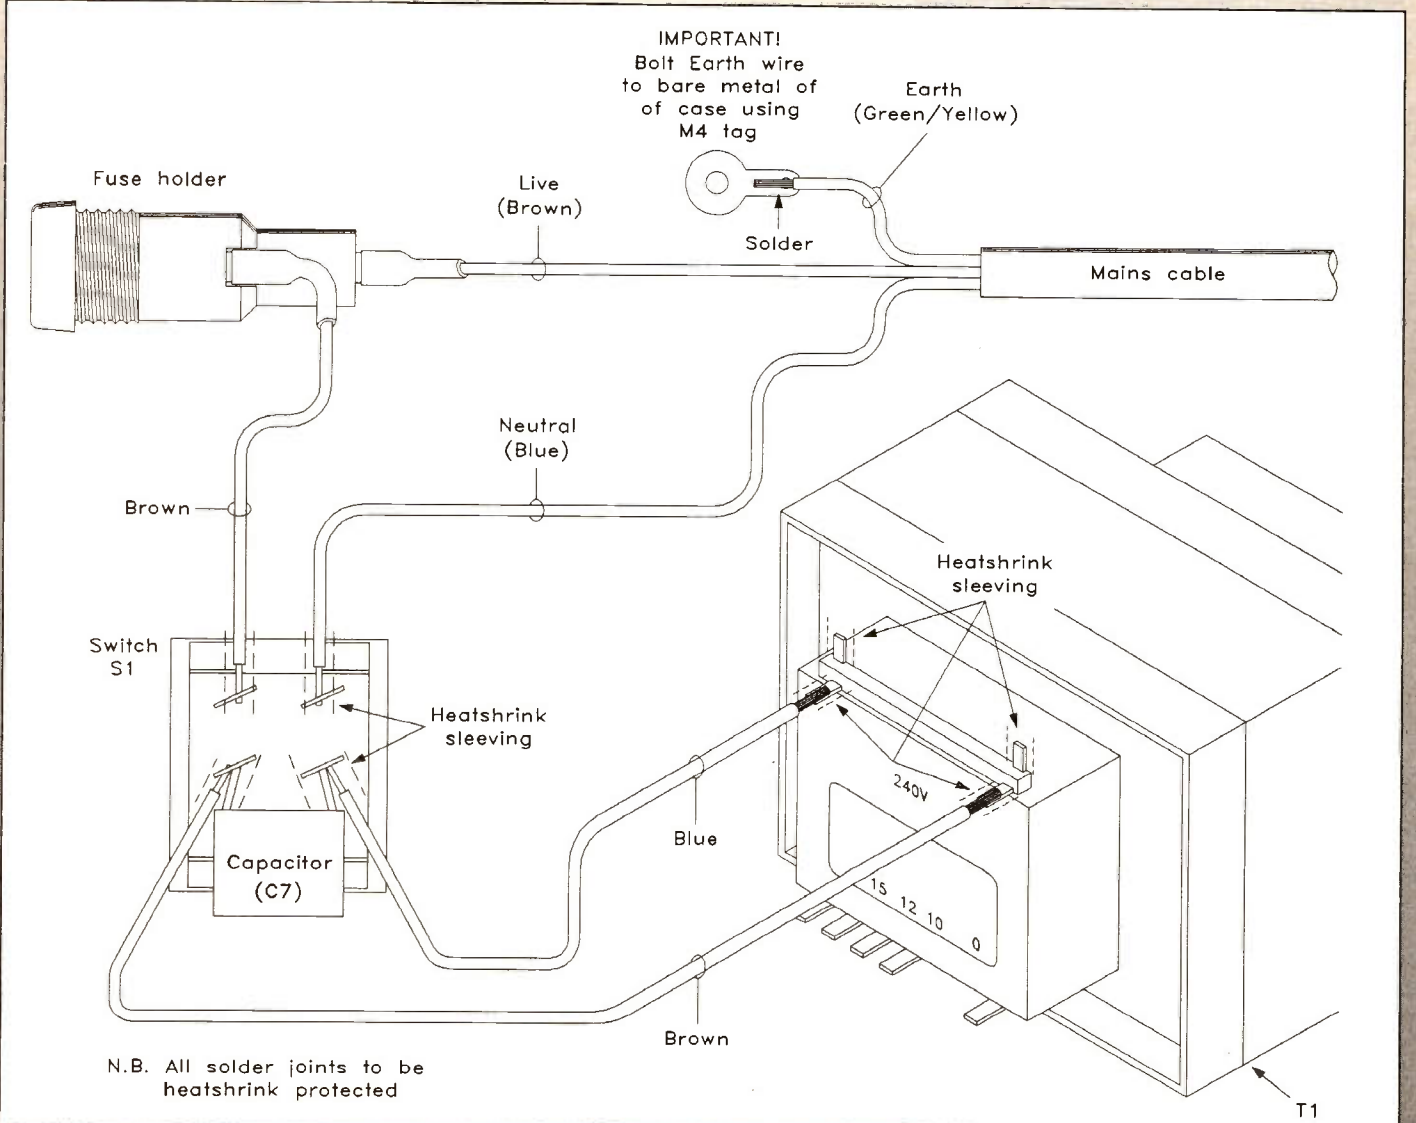 IMPORTANT!
Bolt Earth wire
to bare metal of
of case using
M4 tag
Earth
(Green/Yellow)
Fuse holder
Live
(Brown)
Solder
Mains cable
Neutral
(Blue)
Brown
Heatshrink
sleeving
Switch
S1
Heatshrink
sleeving
240V
Blue
Capacitor
(C7)
15
12
10
0
Brown
N.B. All solder joints to be
heatshrink protected
T1